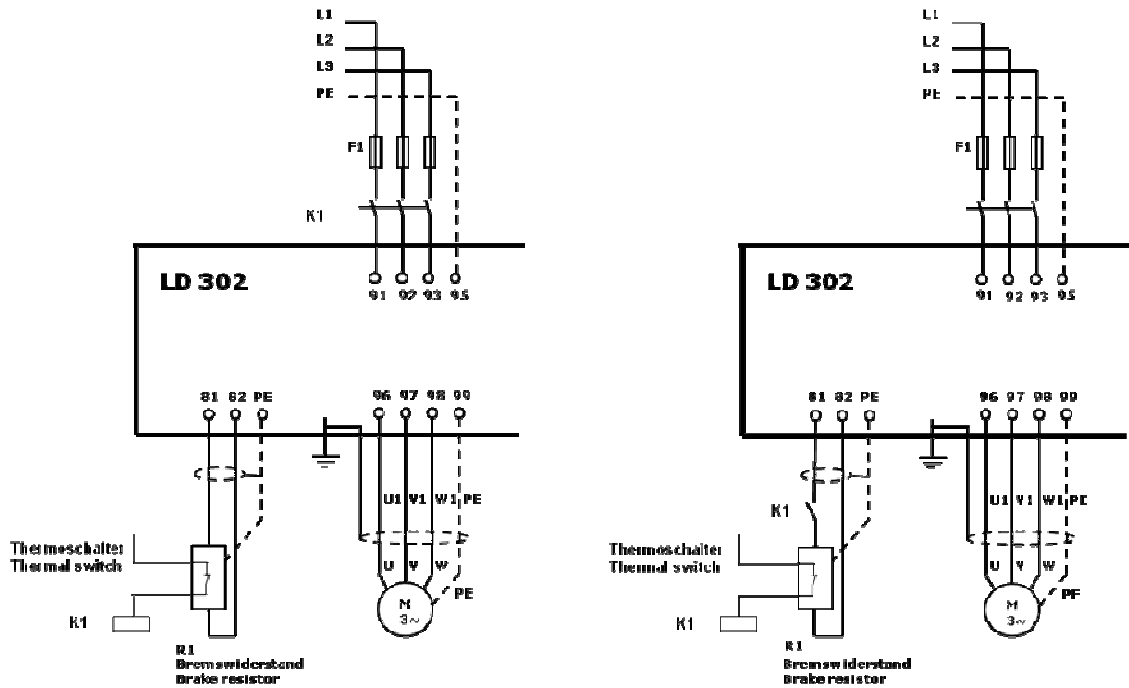 L1
L2
L3
PE
F1
K1
LD 302
91 92 93 95
81 82 PE
96 97 98 99
U1 V1 W1 PE
Thermoschalter
Thermal switch
U V W
PE
M
3~
K1
R1
Bremswiderstand
Brake resistor
L1
L2
L3
PE
F1
LD 302
91 92 93 95
81 82 PE
96 97 98 99
K1
U1 V1 W1 PE
Thermoschalter
Thermal switch
U V W
PE
M
3~
K1
R1
Bremswiderstand
Brake resistor